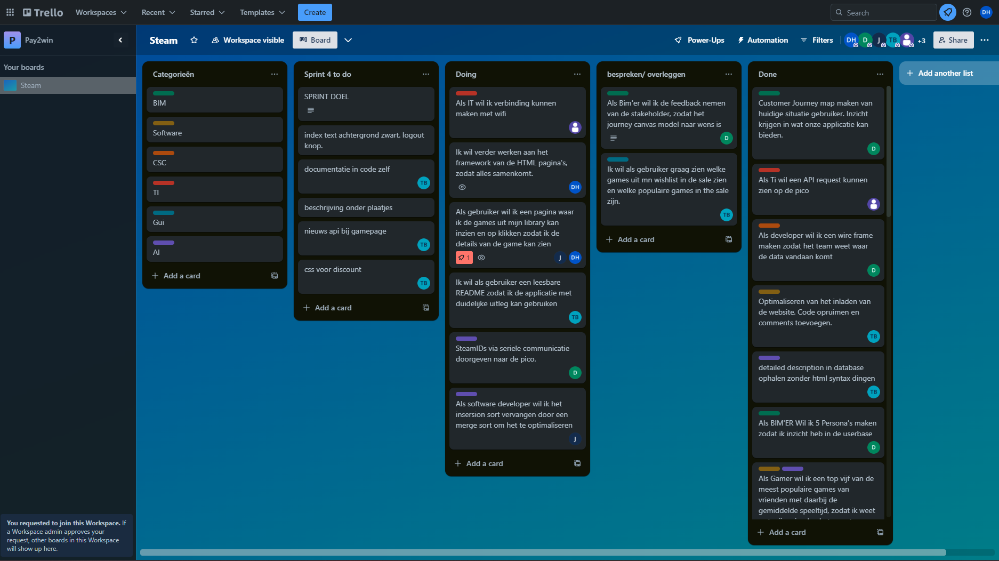 Trello
Workspaces
Recent
Starred
Templates
Create
Search
DH
P
Pay2win
Your boards
Steam
You requested to join this Workspace. If
a Workspace admin approves your
request, other boards in this Workspace
will show up here.
Steam
Workspace visible
Board
Power-Ups
Automation
Filters
DH
D
J
TB
+3
Share
Categorieën
BIM
Software
CSC
TI
Gui
AI
Add a card
Sprint 4 to do
SPRINT DOEL
index text achtergrond zwart. logout
knop.
documentatie in code zelf
TB
beschrijving onder plaatjes
nieuws api bij gamepage
TB
css voor discount
TB
Add a card
Doing
Als IT wil ik verbinding kunnen
maken met wifi
Ik wil verder werken aan het
framework van de HTML pagina's,
zodat alles samenkomt.
DH
Als gebruiker wil ik een pagina waar
ik de games uit mijn library kan
inzien en op klikken zodat ik de
details van de game kan zien
1
J
DH
Ik wil als gebruiker een leesbare
README zodat ik de applicatie met
duidelijke uitleg kan gebruiken
TB
SteamIDs via seriele communicatie
doorgeven naar de pico.
D
Als software developer wil ik het
insersion sort vervangen door een
merge sort om het te optimaliseren
J
Add a card
bespreken/ overleggen
Als Bim'er wil ik de feedback nemen
van de stakeholder, zodat het
journey canvas model naar wens is
D
Ik wil als gebruiker graag zien welke
games uit mn wishlist in de sale zien
en welke populaire games in the sale
zijn.
TB
Add a card
Done
Customer Journey map maken van
huidige situatie gebruiker. Inzicht
krijgen in wat onze applicatie kan
bieden.
D
Als Ti wil een API request kunnen
zien op de pico
Als developer wil ik een wire frame
maken zodat het team weet waar
de data vandaan komt
D
Optimaliseren van het inladen van
de website. Code opruimen en
comments toevoegen.
TB
detailed description in database
ophalen zonder html syntax dingen
TB
Als BIM'ER Wil ik 5 Persona's maken
zodat ik inzicht heb in de userbase
D
Als Gamer wil ik een top vijf van de
meest populaire games van
vrienden met daarbij de
gemiddelde speeltijd, zodat ik weet
Add a card
Add another list